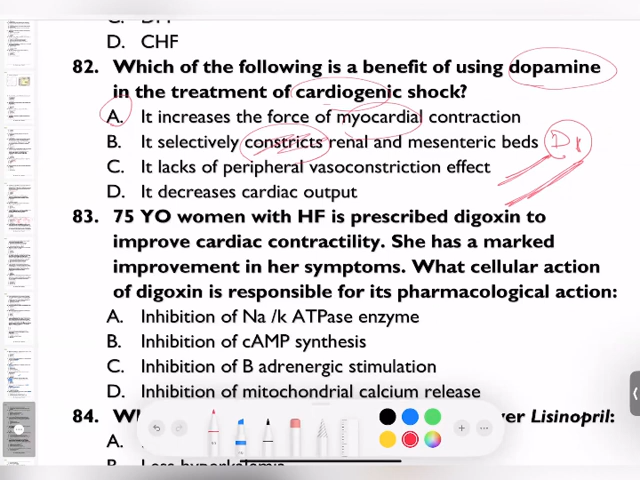 D. CHF
82. Which of the following is a benefit of using dopamine
in the treatment of cardiogenic shock?
A. It increases the force of myocardial contraction
B. It selectively constricts renal and mesenteric beds D1
C. It lacks of peripheral vasoconstriction effect
D. It decreases cardiac output
83. 75 YO women with HF is prescribed digoxin to
improve cardiac contractility. She has a marked
improvement in her symptoms. What cellular action
of digoxin is responsible for its pharmacological action:
A. Inhibition of Na /k ATPase enzyme
B. Inhibition of cAMP synthesis
C. Inhibition of B adrenergic stimulation
D. Inhibition of mitochondrial calcium release
84. over Lisinopril:
A.
B. Less hyperkalemia